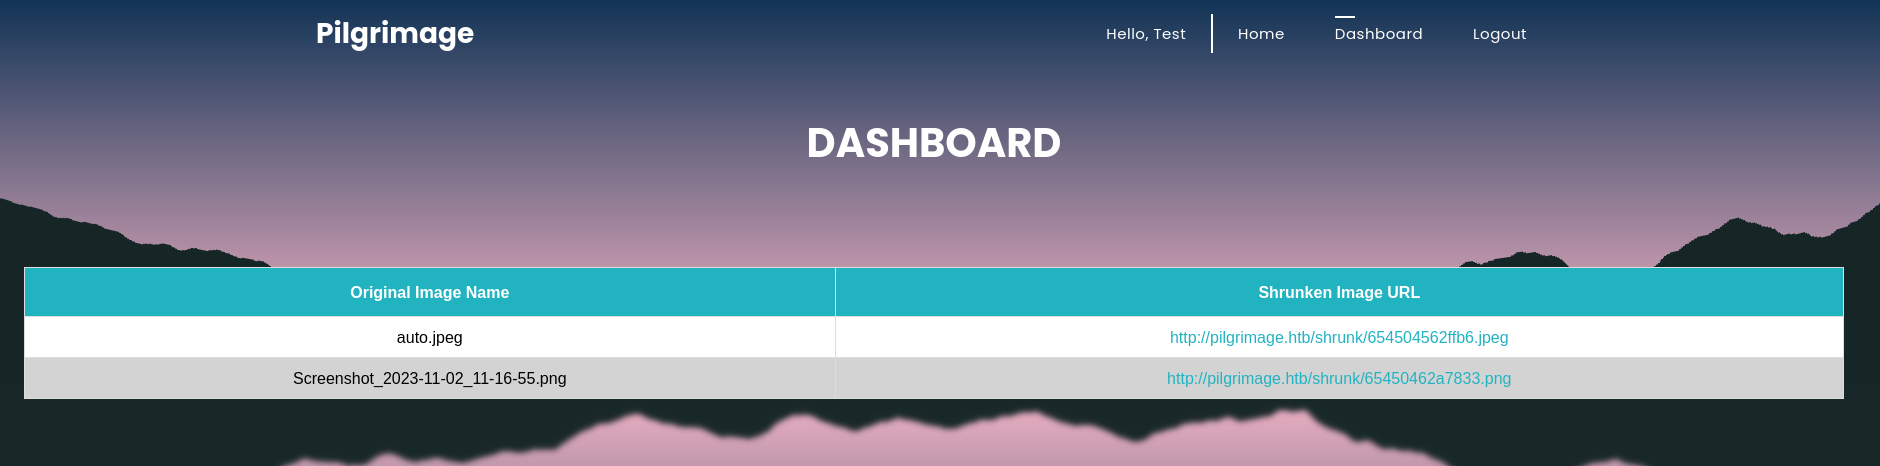 Pilgrimage
Hello, Test
Home
Dashboard
Logout
DASHBOARD
Original Image Name
Shrunken Image URL
auto.jpeg
http://pilgrimage.htb/shrunk/654504562ffb6.jpeg
Screenshot_2023-11-02_11-16-55.png
http://pilgrimage.htb/shrunk/65450462a7833.png